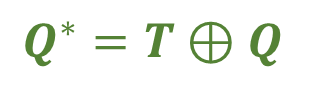 Q* = T ⊕ Q